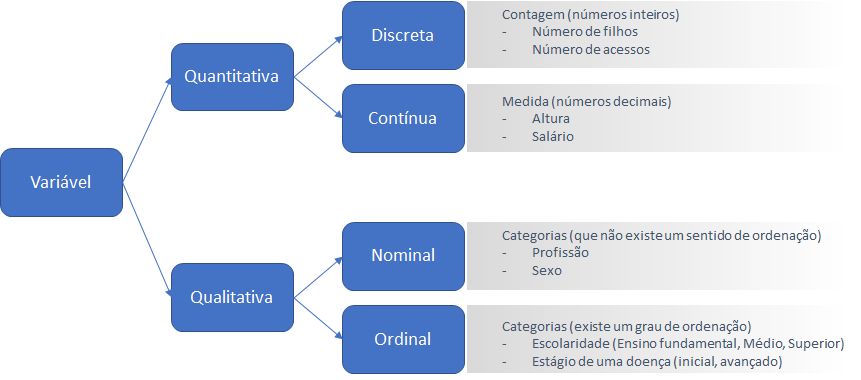 Variável
Quantitativa
Discreta
Contagem (números inteiros)
- Número de filhos
- Número de acessos
Contínua
Medida (números decimais)
- Altura
- Salário
Qualitativa
Nominal
Categorias (que não existe um sentido de ordenação)
- Profissão
- Sexo
Ordinal
Categorias (existe um grau de ordenação)
- Escolaridade (Ensino fundamental, Médio, Superior)
- Estágio de uma doença (inicial, avançado)